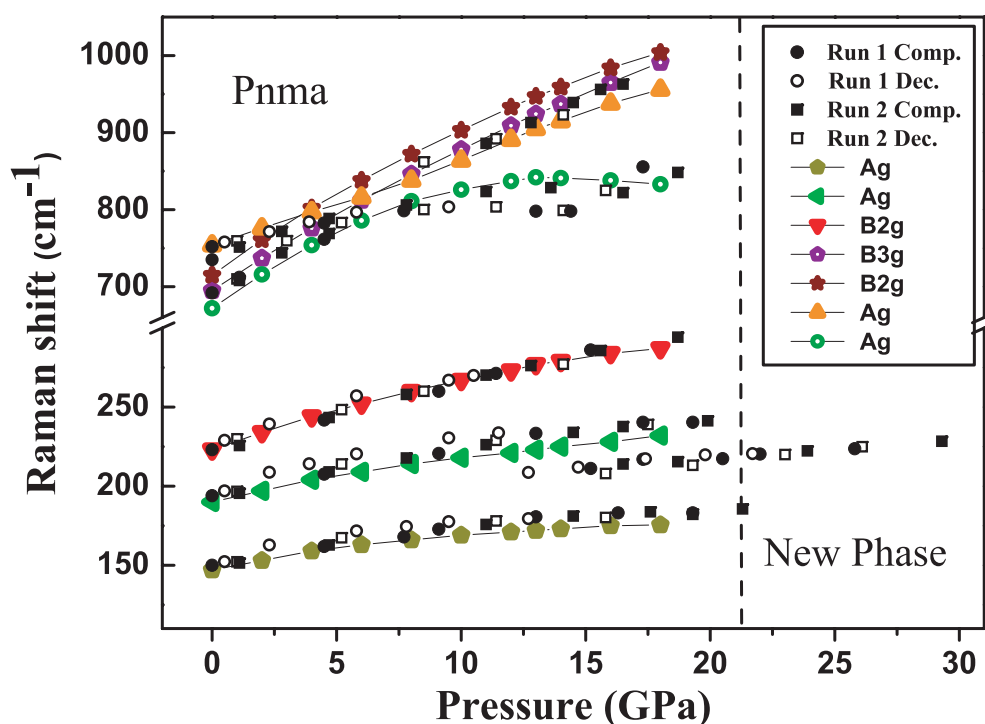 1000
900
800
700
250
200
150
Raman shift (cm-1)
Pnma
New Phase
Run 1 Comp.
Run 1 Dec.
Run 2 Comp.
Run 2 Dec.
Ag
Ag
B2g
B3g
B2g
Ag
Ag
0 5 10 15 20 25 30
Pressure (GPa)